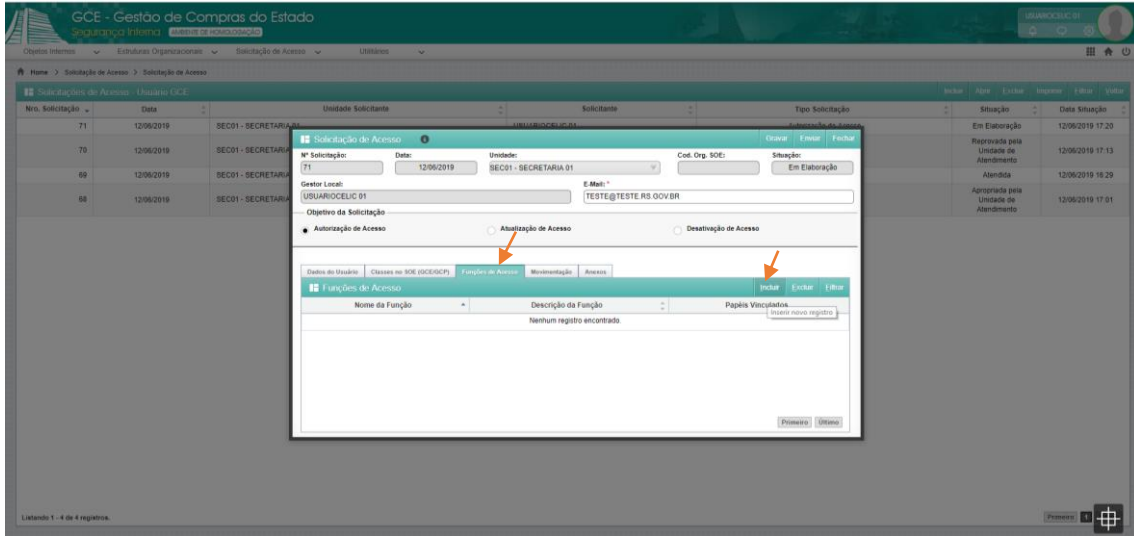 GCE - Gestão de Compras do Estado
Segurança Interna (AMBIENTE DE HOMOLOGAÇÃO)
USUARIOCELIC 01
Objetos Internos Estruturas Organizacionais Solicitação de Acesso Utilitários
Home > Solicitação de Acesso > Solicitação de Acesso
Solicitações de Acesso - Usuário GCE Incluir Abrir Excluir Imprimir Filtrar Voltar
Nro. Solicitação Data Unidade Solicitante Solicitante Tipo Solicitação Situação Data Situação
71 12/06/2019 SEC01 - SECRETARIA 01 USUARIOCELIC 01 Autorização de Acesso Em Elaboração 12/06/2019 17:20
70 12/06/2019 SEC01 - SECRETARIA Reprovada pela Unidade de Atendimento 12/06/2019 17:13
69 12/06/2019 SEC01 - SECRETARIA Atendida 12/06/2019 16:29
68 12/06/2019 SEC01 - SECRETARIA Apropriada pela Unidade de Atendimento 12/06/2019 17:01
Solicitação de Acesso Gravar Enviar Fechar
Nº Solicitação: Data: Unidade: Cod. Org. SOE: Situação:
71 12/06/2019 SEC01 - SECRETARIA 01 Em Elaboração
Gestor Local: E-Mail: *
USUARIOCELIC 01 TESTE@TESTE.RS.GOV.BR
Objetivo da Solicitação
Autorização de Acesso Atualização de Acesso Desativação de Acesso
Dados do Usuário Classes no SOE (GCE/GCP) Funções de Acesso Movimentação Anexos
Funções de Acesso Incluir Excluir Filtrar
Nome da Função Descrição da Função Papéis Vinculados
Inserir novo registro
Nenhum registro encontrado.
Primeiro Último
Listando 1 - 4 de 4 registros. Primeiro 1